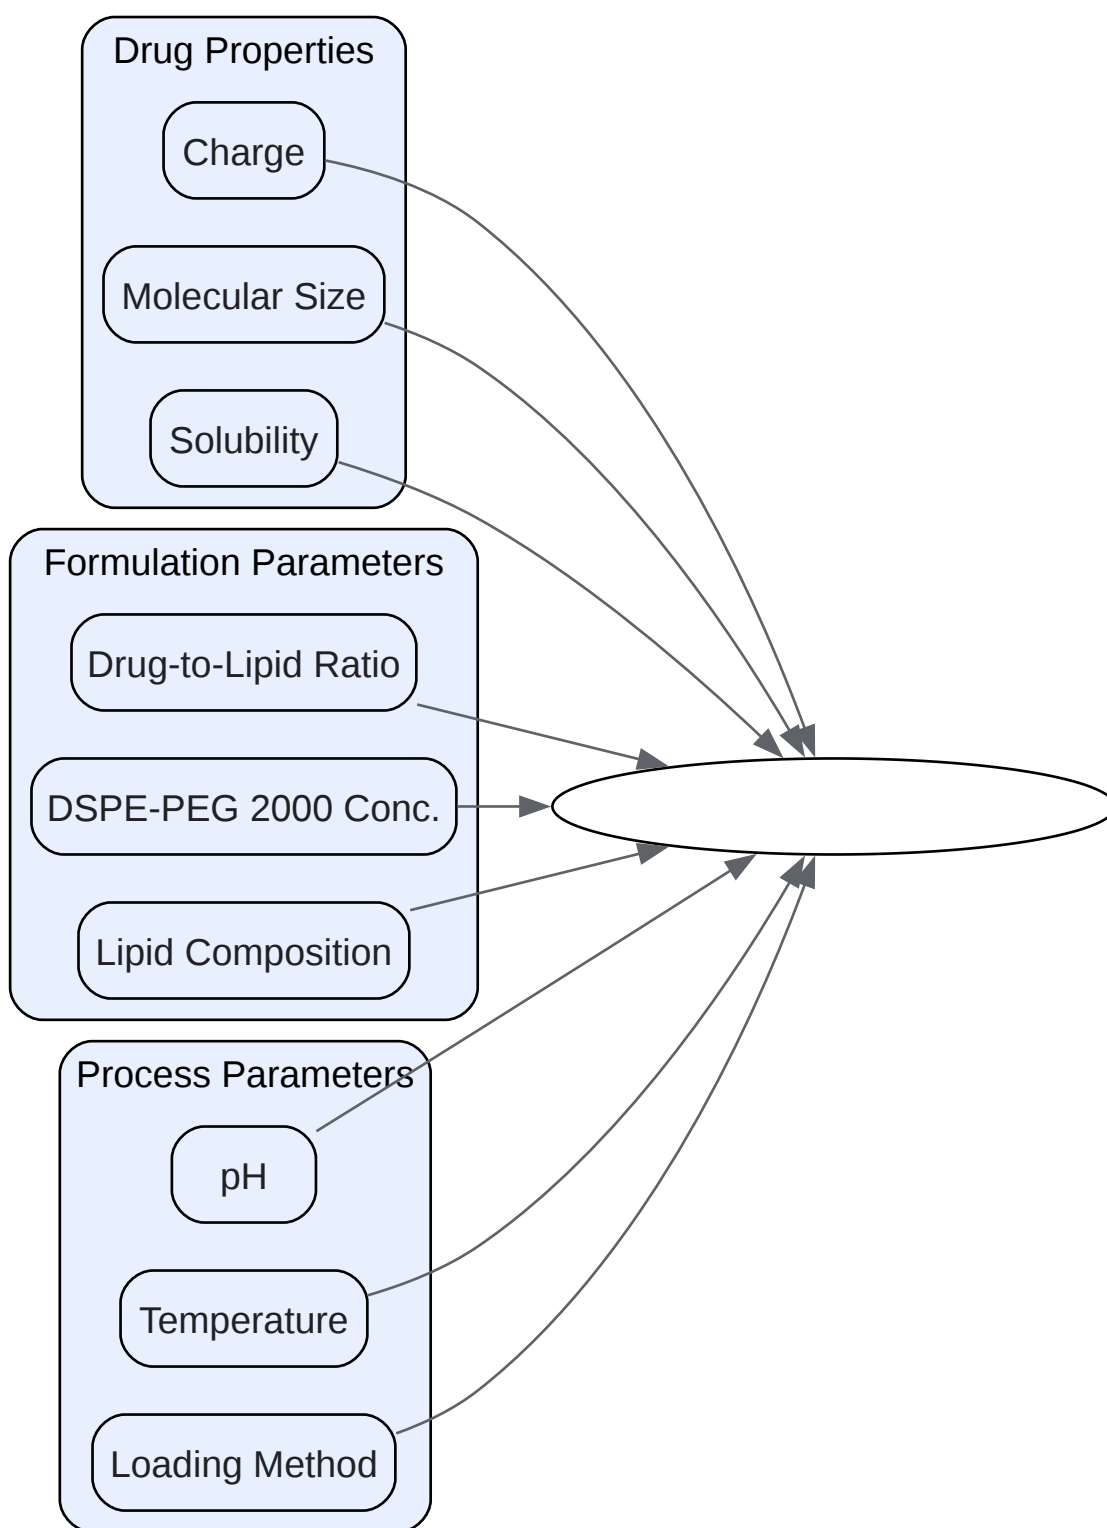 Drug Properties
Charge
Molecular Size
Solubility
Formulation Parameters
Drug-to-Lipid Ratio
DSPE-PEG 2000 Conc.
Lipid Composition
Process Parameters
pH
Temperature
Loading Method